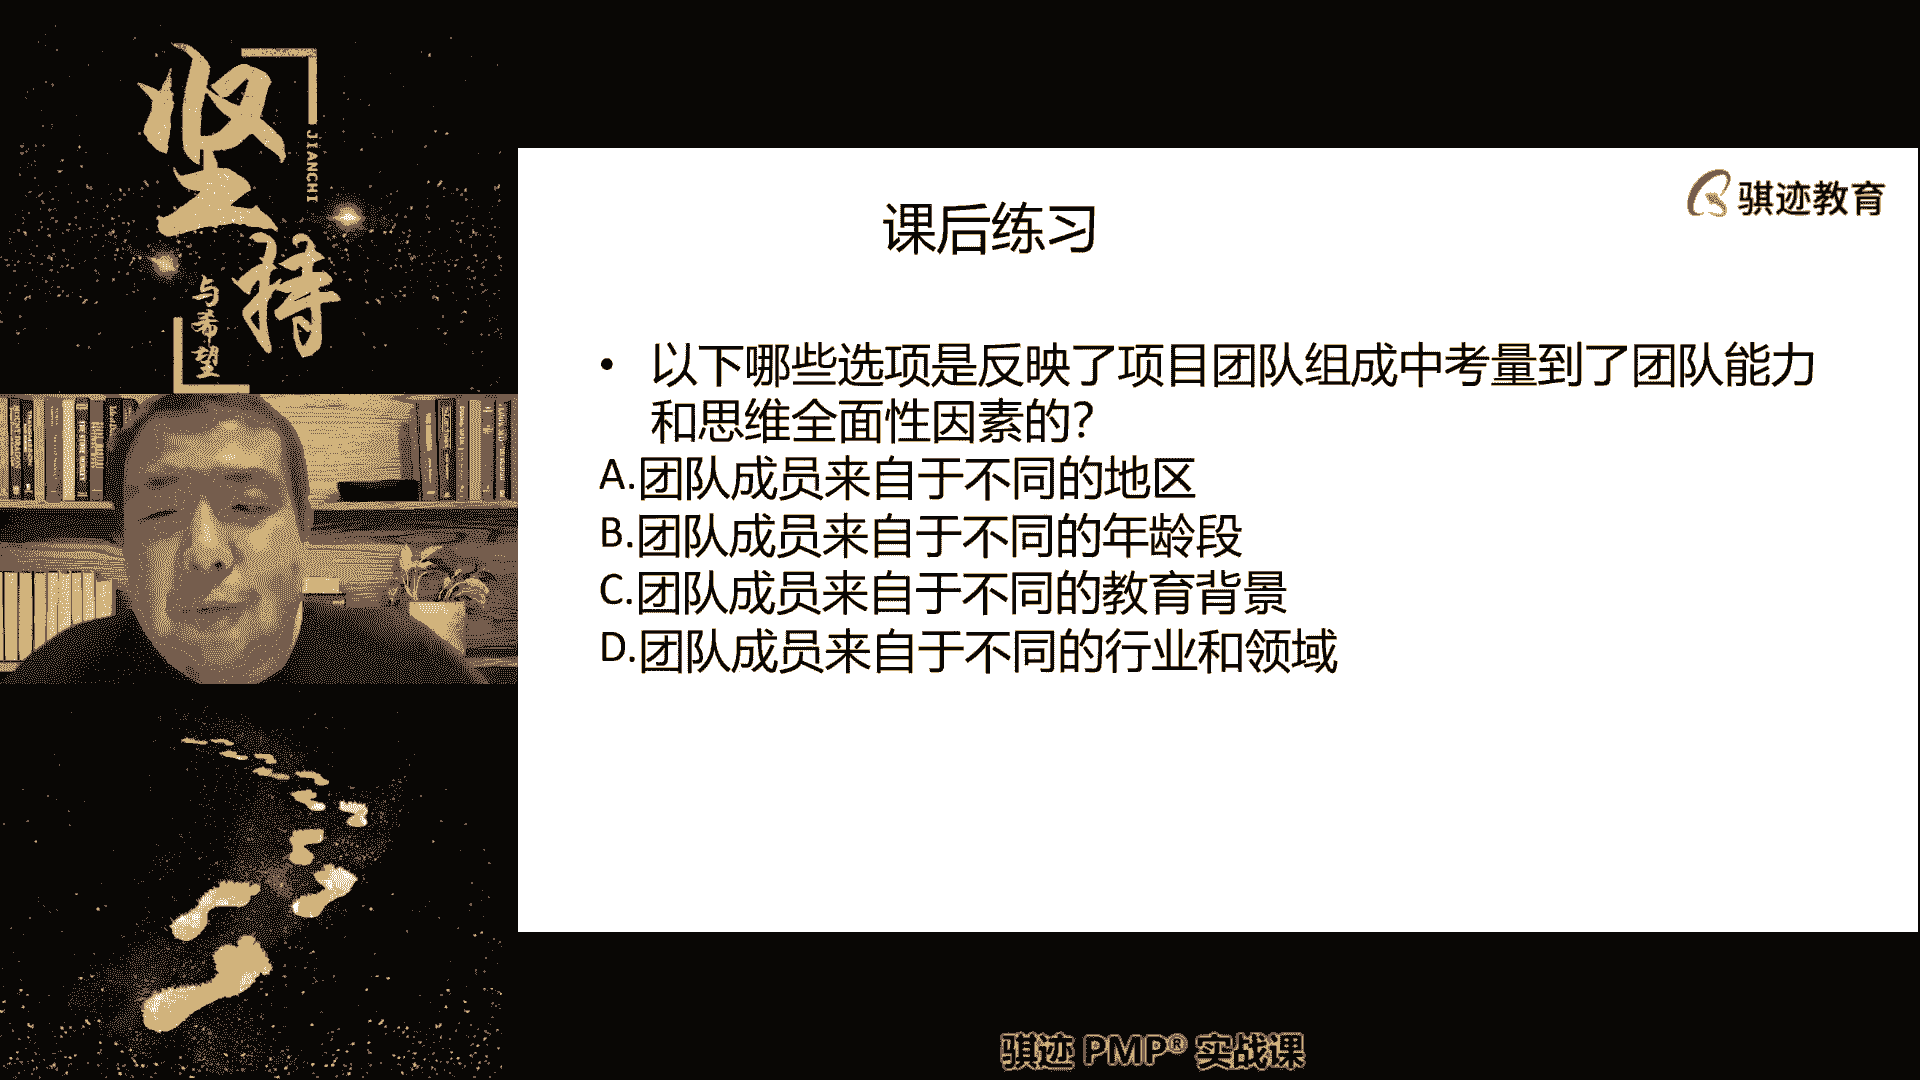 坚持
JIANCHI
与希望
骐迹教育
课后练习
• 以下哪些选项是反映了项目团队组成中考量到了团队能力
和思维全面性因素的?
A.团队成员来自于不同的地区
B.团队成员来自于不同的年龄段
C.团队成员来自于不同的教育背景
D.团队成员来自于不同的行业和领域
骐迹 PMP® 实战课